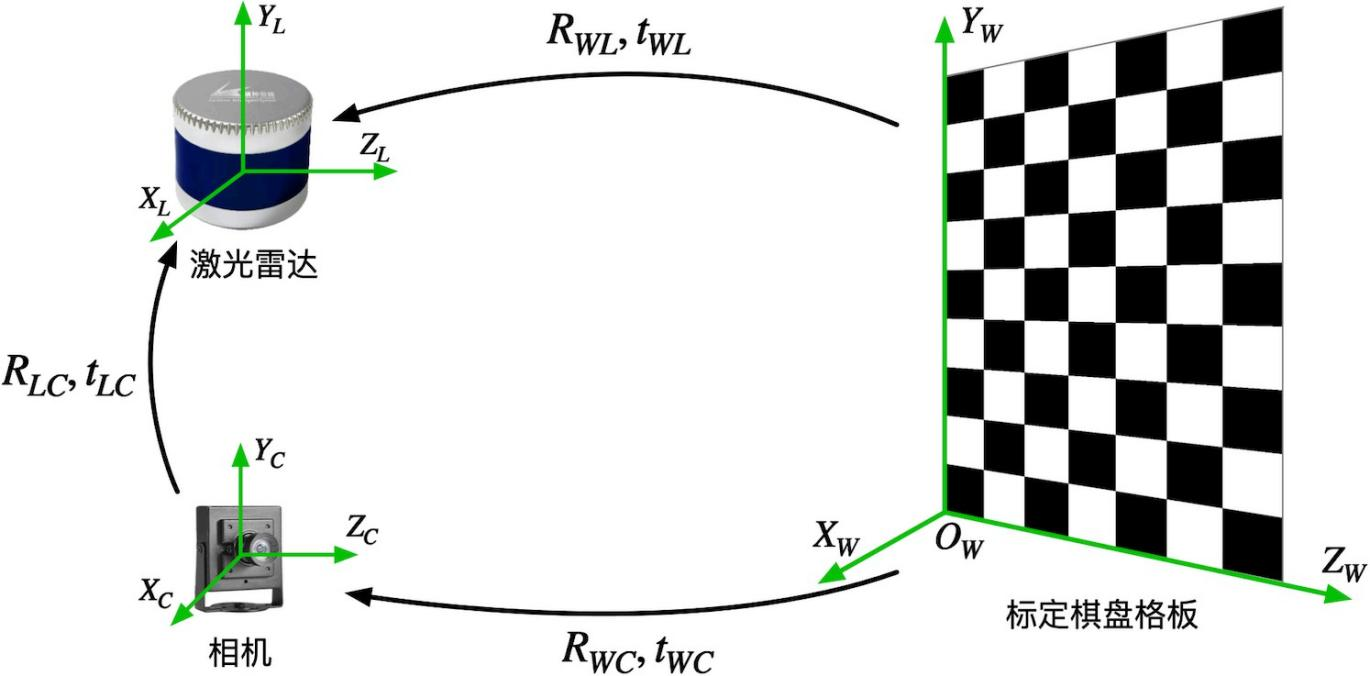 Y_L
R_WL, t_WL
Y_W
Z_L
X_L
激光雷达
R_LC, t_LC
Y_C
Z_C
X_C
相机
X_W
O_W
Z_W
标定棋盘格板
R_WC, t_WC